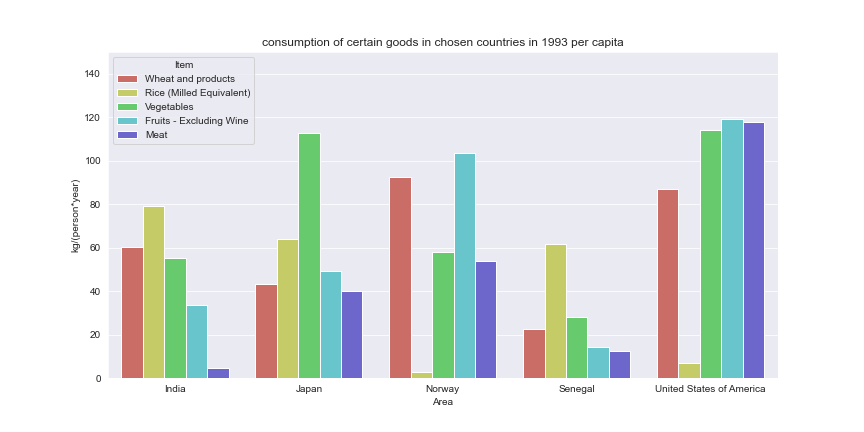 consumption of certain goods in chosen countries in 1993 per capita
Item
Wheat and products
Rice (Milled Equivalent)
Vegetables
Fruits - Excluding Wine
Meat
140
120
100
80
60
40
20
0
kg/(person*year)
India
Japan
Norway
Senegal
United States of America
Area